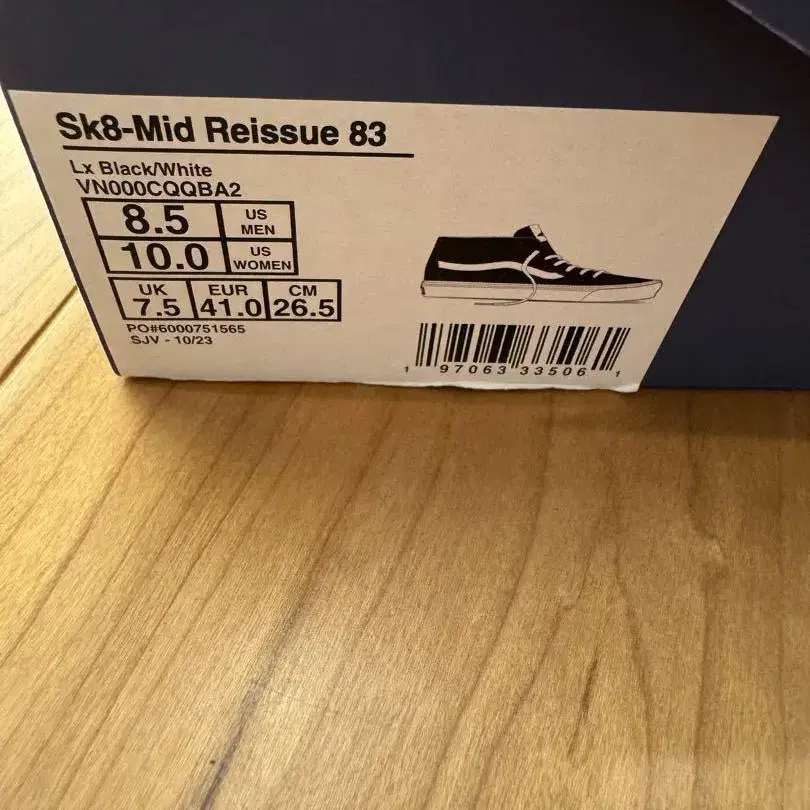 Sk8-Mid Reissue 83
Lx Black/White
VN000CQQBA2
8.5 US MEN
10.0 US WOMEN
UK EUR CM
7.5 41.0 26.5
PO#6000751565
SJV - 10/23
1 97063 33506 1